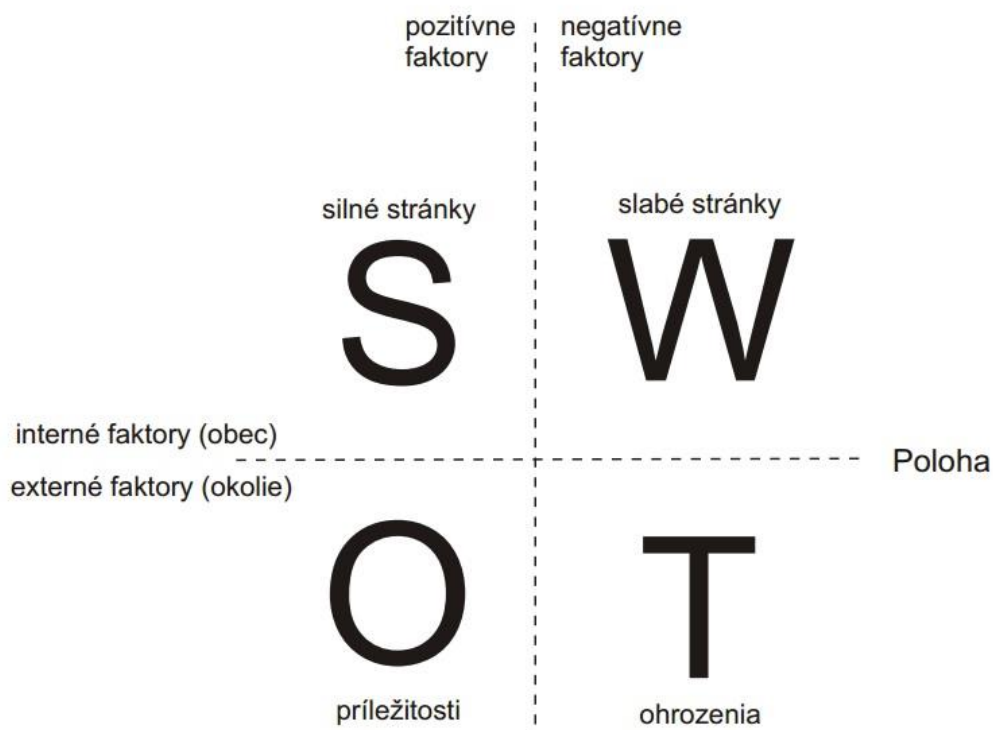 pozitívne
faktory
negatívne
faktory
silné stránky
slabé stránky
S
W
interné faktory (obec)
Poloha
externé faktory (okolie)
O
T
príležitosti
ohrozenia